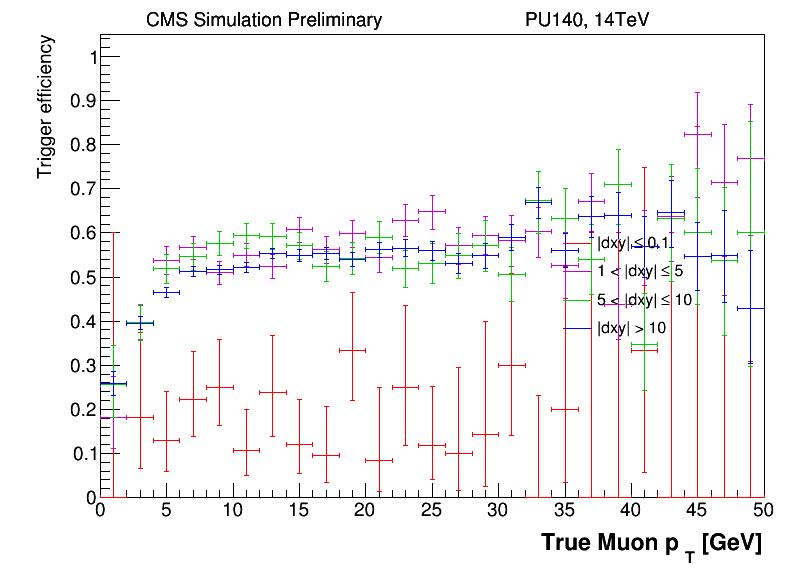 CMS Simulation Preliminary PU140, 14TeV
Trigger efficiency
1
0.9
0.8
0.7
0.6
0.5
0.4
0.3
0.2
0.1
0
|dxy| ≤ 0.1
1 < |dxy| ≤ 5
5 < |dxy| ≤ 10
|dxy| > 10
0 5 10 15 20 25 30 35 40 45 50
True Muon p T [GeV]